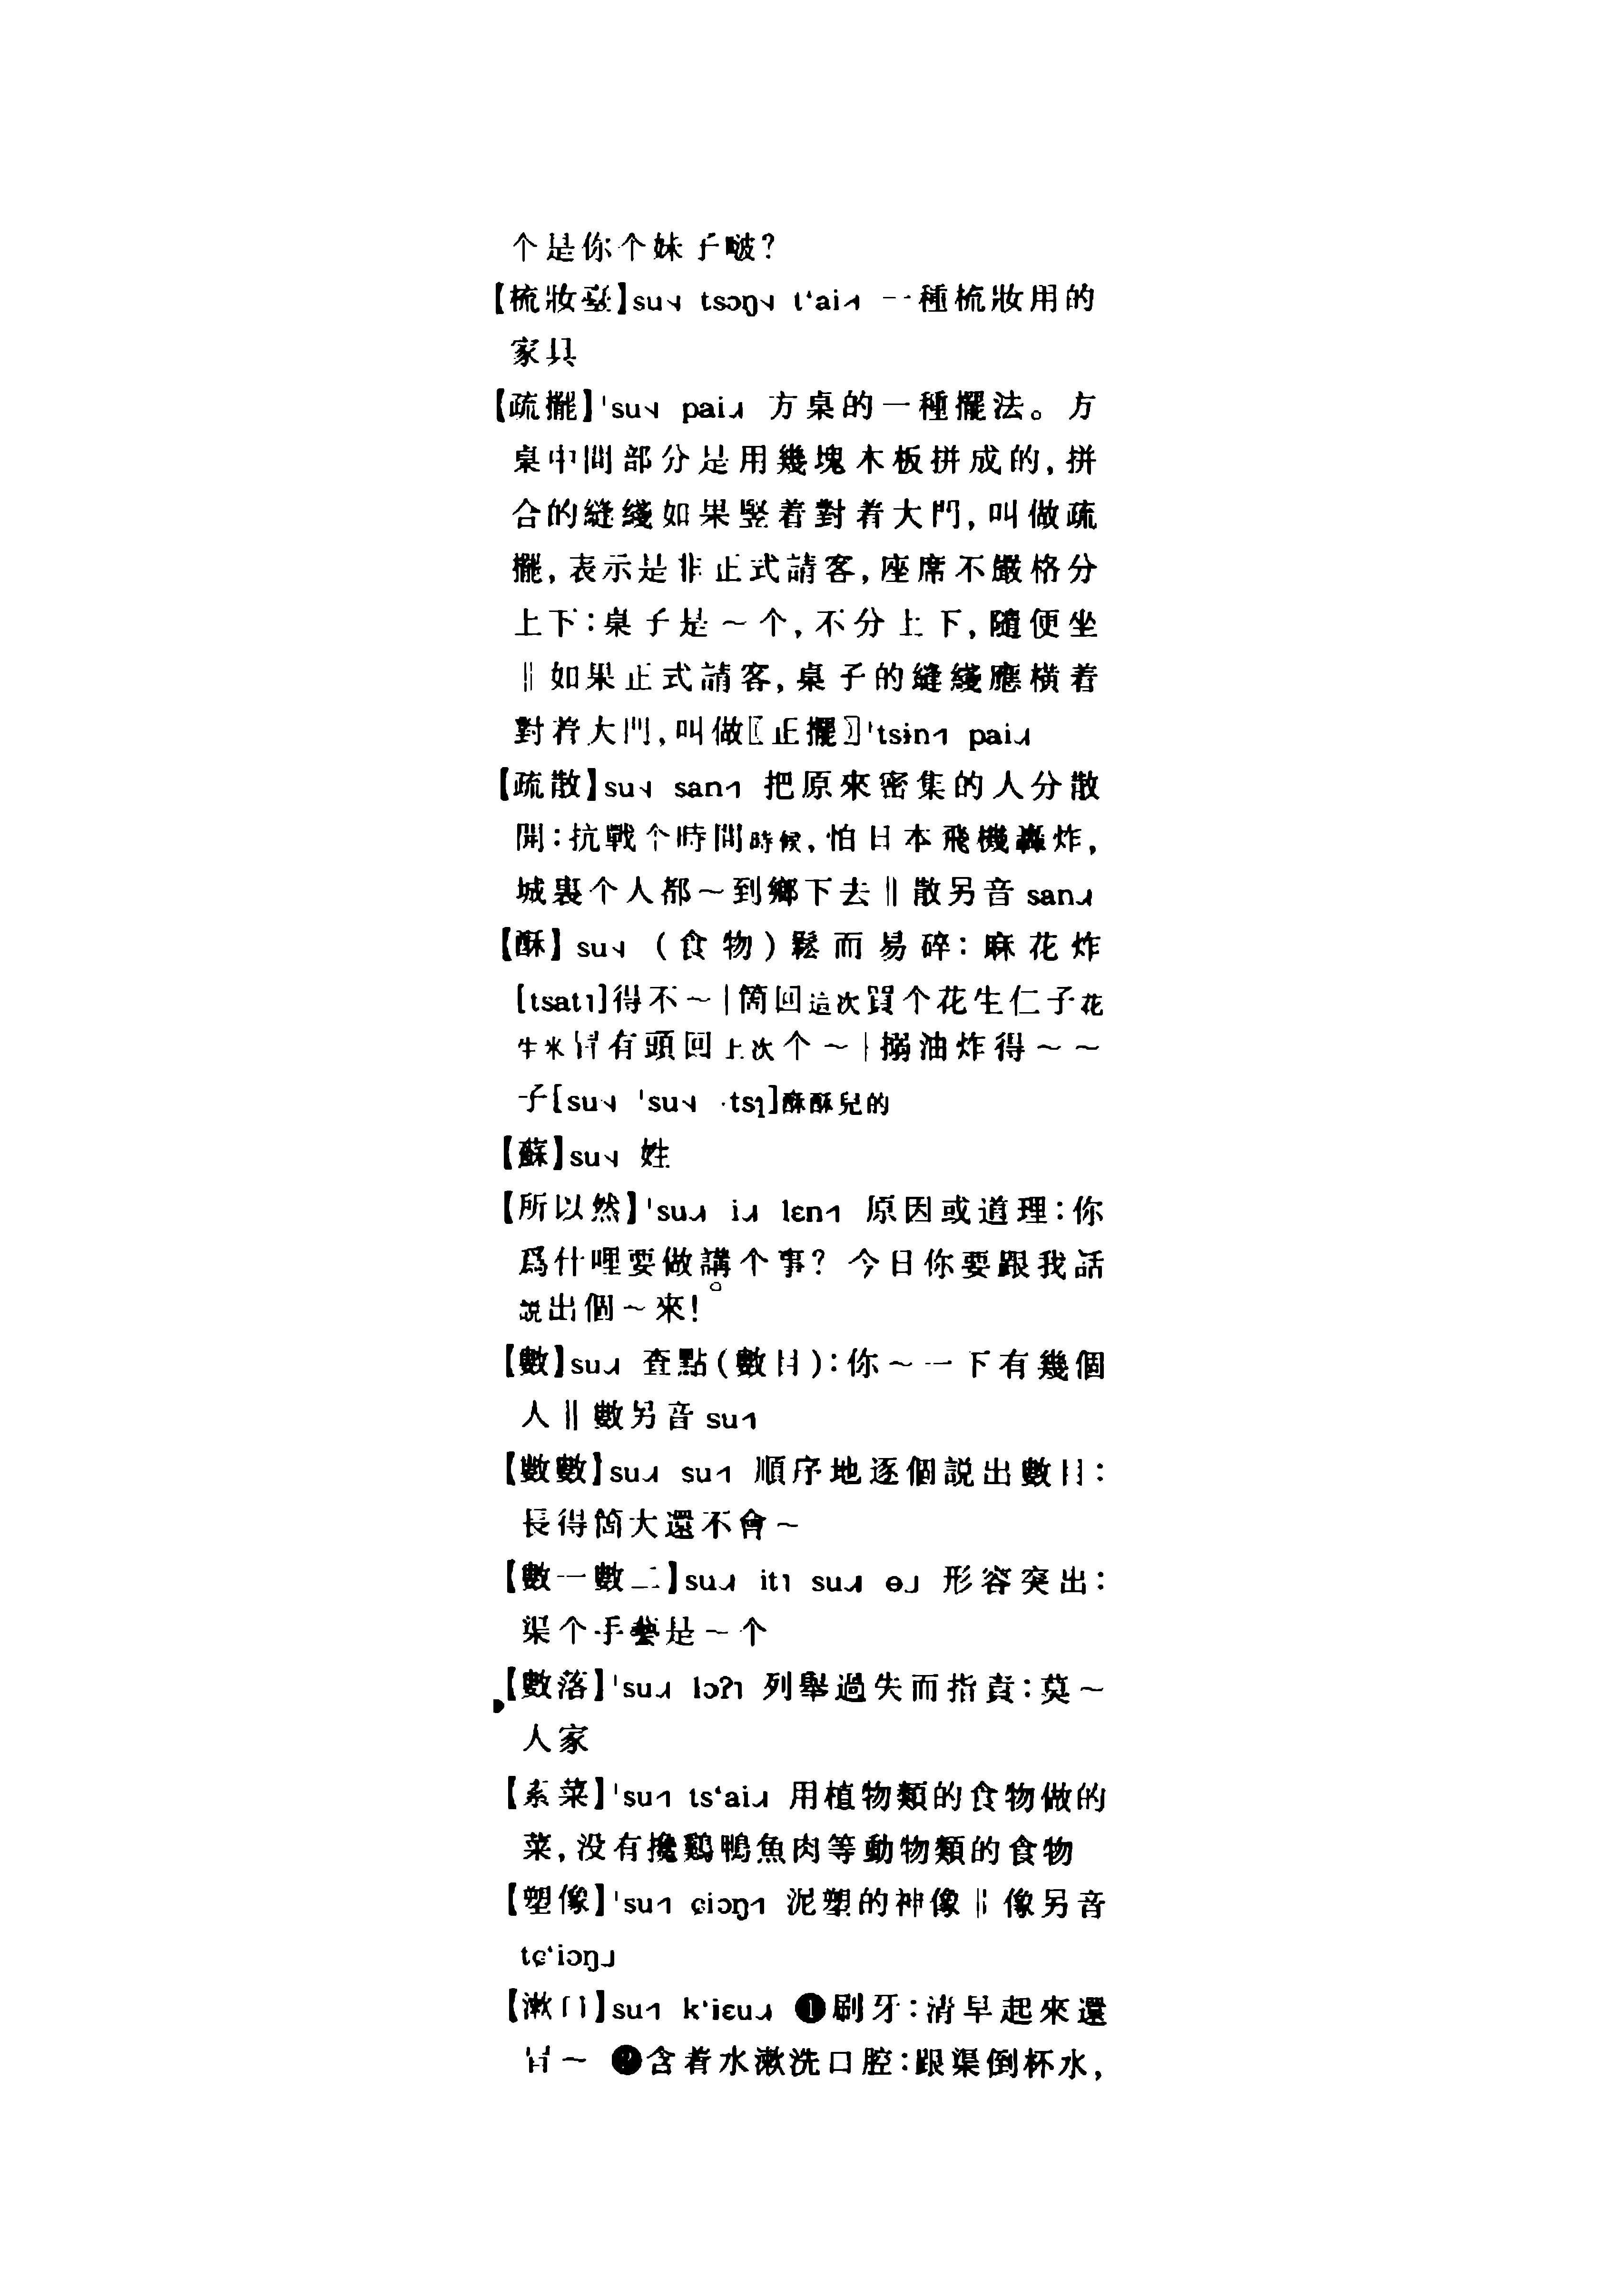 个是你个妹子啵?
【梳妝臺】su˧˩ tsɔŋ˧˩ t‘ai˧˥ 一種梳妝用的
家具
【疏擺】ˈsu˧˩ pai˨˩˧ 方桌的一種擺法。方
桌中間部分是用幾塊木板拼成的,拼
合的縫綫如果竪着對着大門,叫做疏
擺,表示是非正式請客,座席不嚴格分
上下:桌子是～个,不分上下,隨便坐
‖如果正式請客,桌子的縫綫應橫着
對着大門,叫做〖正擺〗ˈtsin˧˥ pai˨˩˧
【疏散】su˧˩ san˧˥ 把原來密集的人分散
開:抗戰个時間時候,怕日本飛機轟炸,
城裏个人都～到鄉下去‖散另音 san˨˩˧
【酥】su˧˩ (食物)鬆而易碎:麻花炸
[tsat˥]得不～|箇回這次買个花生仁子花
生米冇有頭回上次个～|搦油炸得～～
子[su˧˩ ˈsu˧˩ ·tsɿ]酥酥兒的
【蘇】su˧˩ 姓
【所以然】ˈsu˨˩˧ i˨˩˧ lɛn˧˥ 原因或道理:你
爲什哩要做講个事? 今日你要跟我話
説出個～來!
【數】su˨˩˧ 查點(數目):你～一下有幾個
人‖數另音 su˧˥
【數數】su˨˩˧ su˧˥ 順序地逐個説出數目:
長得箇大還不會～
【數一數二】su˨˩˧ it˥ su˨˩˧ ɵ˩ 形容突出:
渠个手藝是～个
【數落】ˈsu˨˩˧ lɔʔ˥ 列舉過失而指責:莫～
人家
【素菜】ˈsu˧˥ ts‘ai˨˩˧ 用植物類的食物做的
菜,没有攙鷄鴨魚肉等動物類的食物
【塑像】ˈsu˧˥ ɕiɔŋ˧˥ 泥塑的神像‖像另音
tɕ‘iɔŋ˩
【漱口】su˧˥ k‘iɛu˨˩˧ ❶刷牙:清早起來還
冇～ ❷含着水漱洗口腔:跟渠倒杯水,